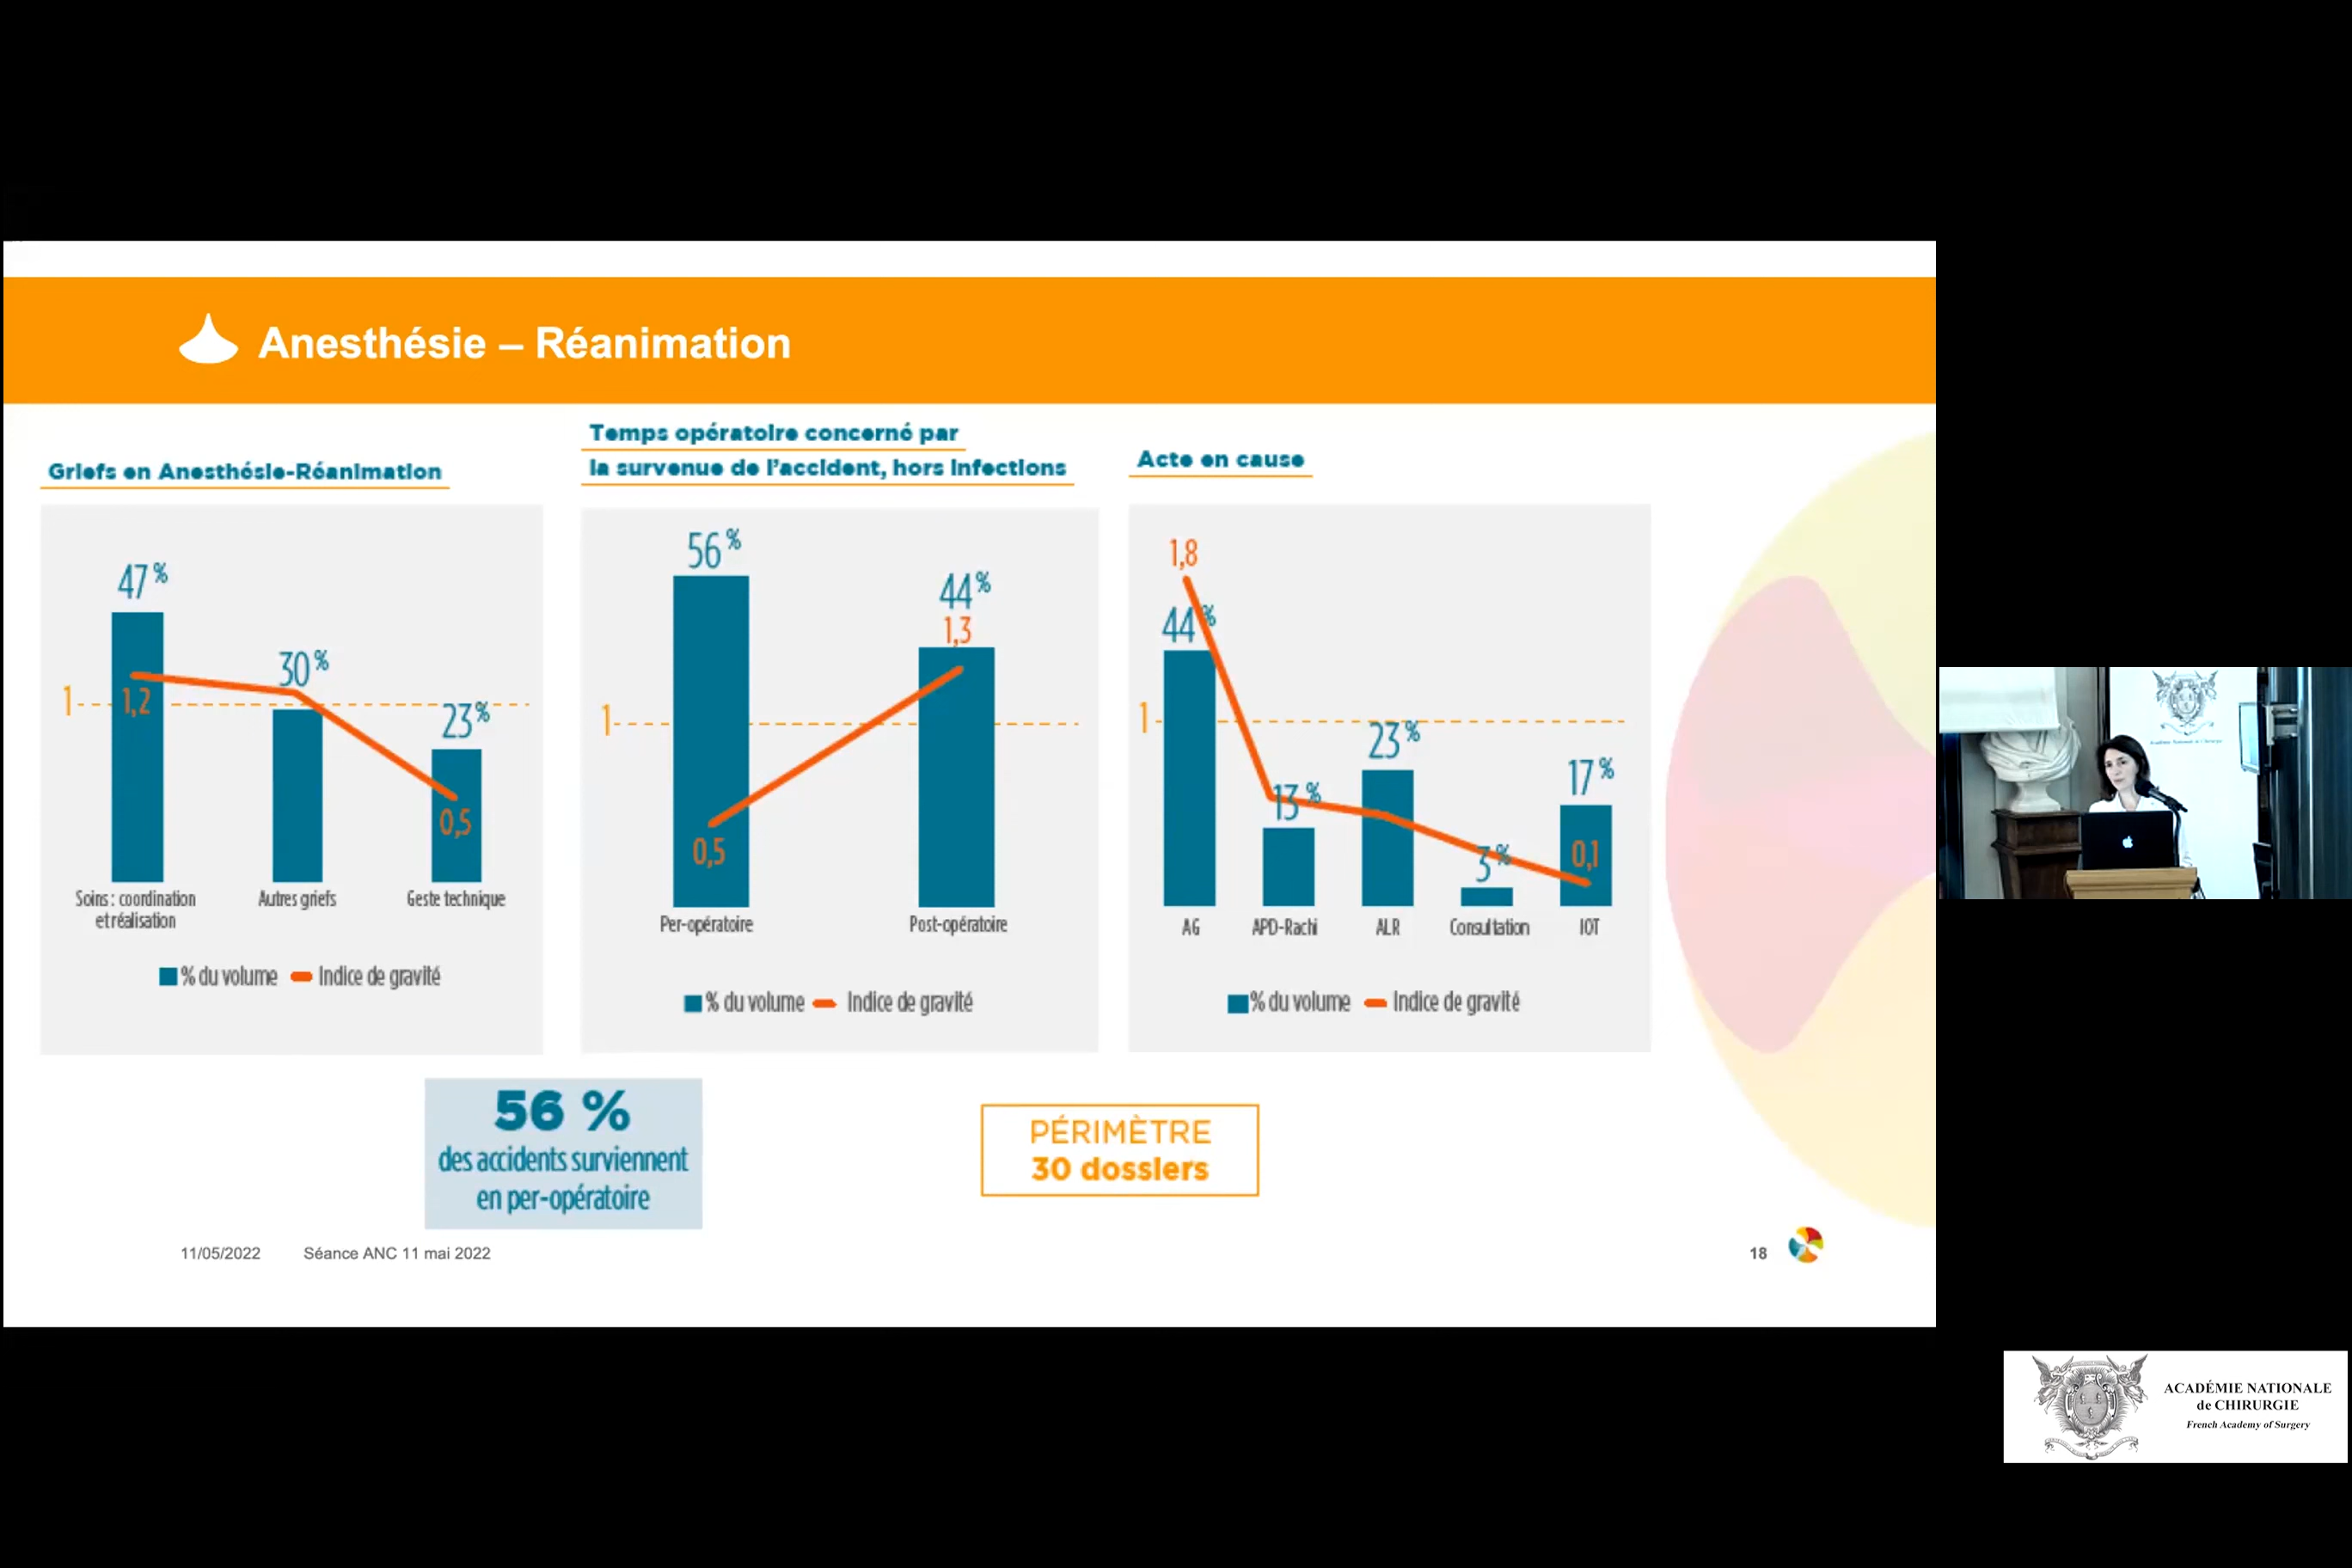 Anesthésie – Réanimation
Griefs en Anesthésie-Réanimation
47 %
30 %
23 %
1
1,2
0,5
Soins : coordination
et réalisation
Autres griefs
Geste technique
% du volume
Indice de gravité
Temps opératoire concerné par
la survenue de l'accident, hors infections
56 %
44 %
1,3
1
0,5
Per-opératoire
Post-opératoire
% du volume
Indice de gravité
Acte en cause
1,8
44 %
1
13 %
23 %
3 %
17 %
0,1
AG
APD-Rachi
ALR
Consultation
IOT
% du volume
Indice de gravité
56 %
des accidents surviennent
en per-opératoire
PÉRIMÈTRE
30 dossiers
11/05/2022
Séance ANC 11 mai 2022
18
ACADÉMIE NATIONALE
de CHIRURGIE
French Academy of Surgery